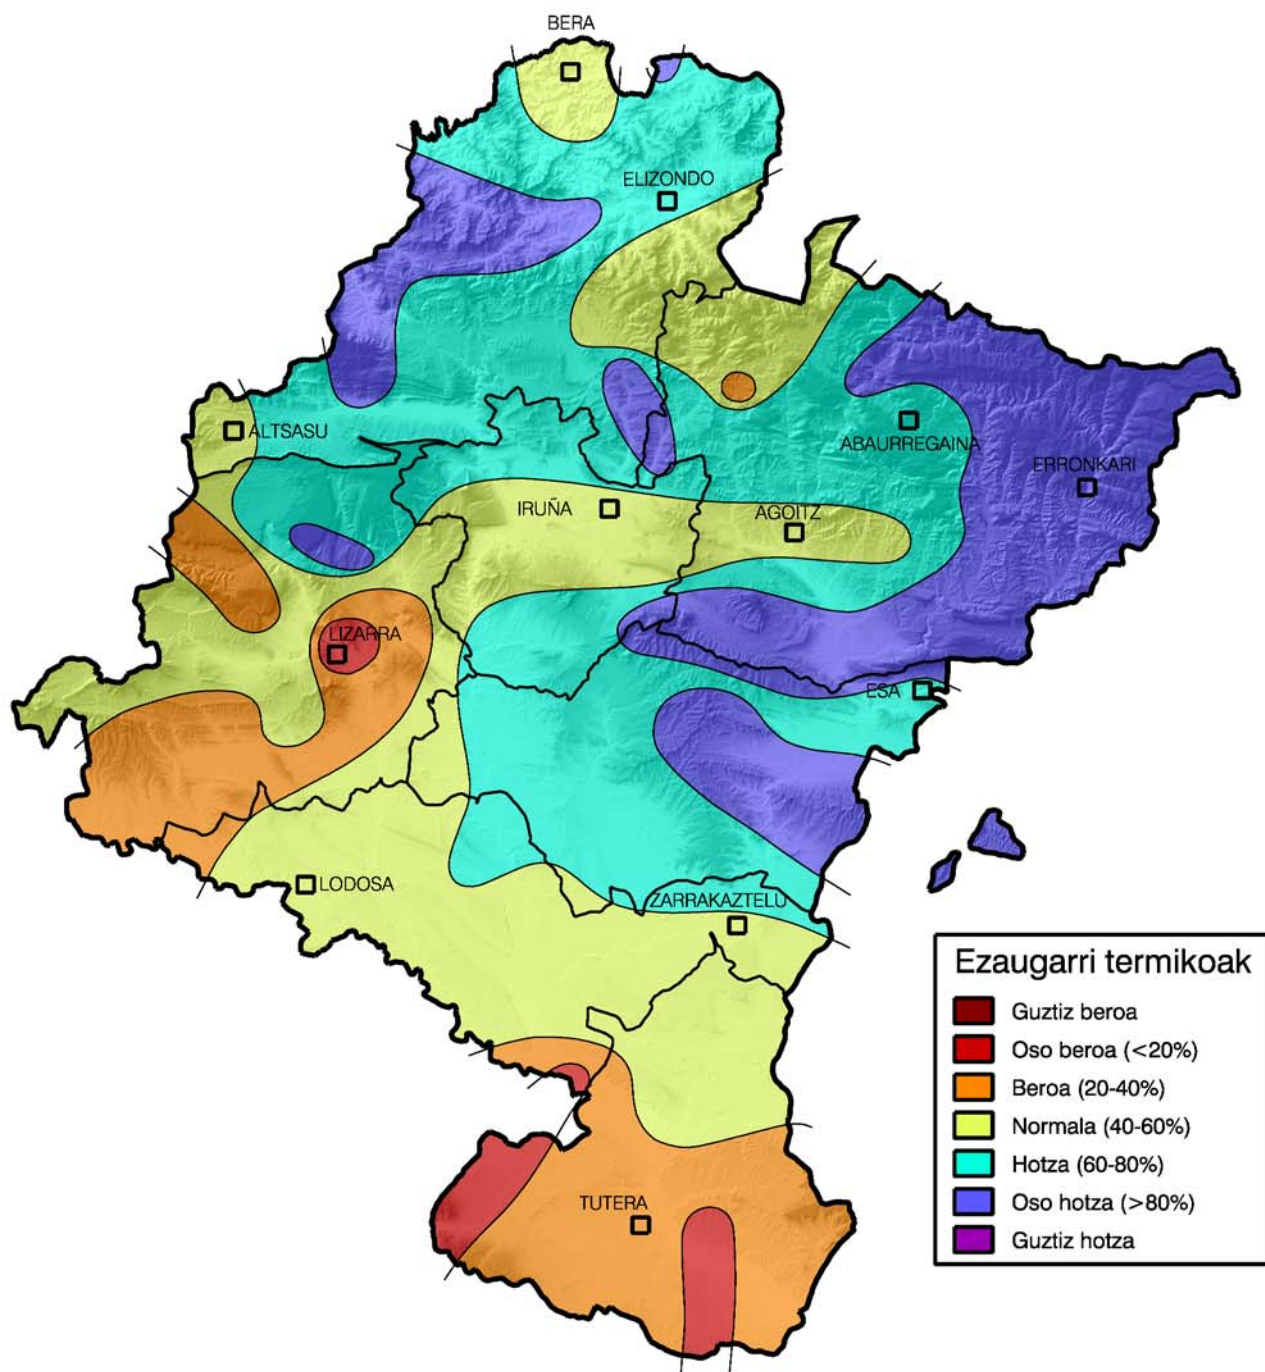 BERA
ELIZONDO
ALTSASU
ABAURREGAINA
ERRONKARI
IRUÑA
AGOITZ
LIZARRA
ESA
LODOSA
ZARRAKAZTELU
TUTERA
Ezaugarri termikoak
Guztiz beroa
Oso beroa (<20%)
Beroa (20-40%)
Normala (40-60%)
Hotza (60-80%)
Oso hotza (>80%)
Guztiz hotza